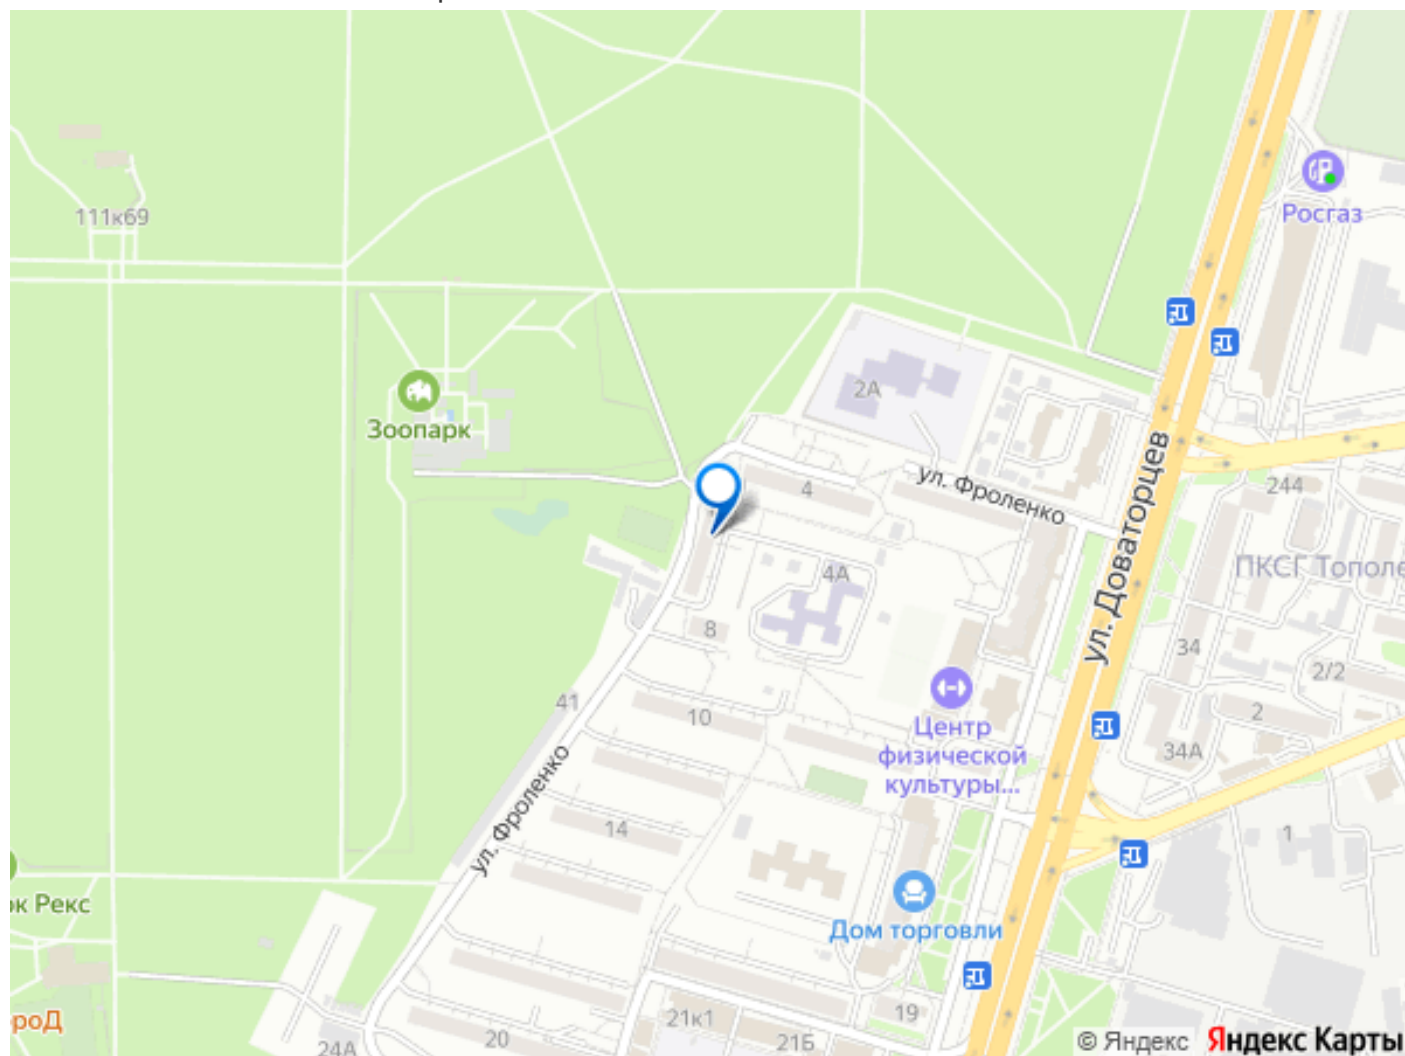 111к69
Росгаз
Зоопарк
2А
ул. Фроленко
4
244
ул. Доваторцев
4А
ПКСГ Тополе
8
34
2/2
41
10
2
34А
Центр
физической
культуры...
ул. Фроленко
14
1
ок Рекс
Дом торговли
роД
19
21к1
20
21Б
24А
© Яндекс
Яндекс Карты